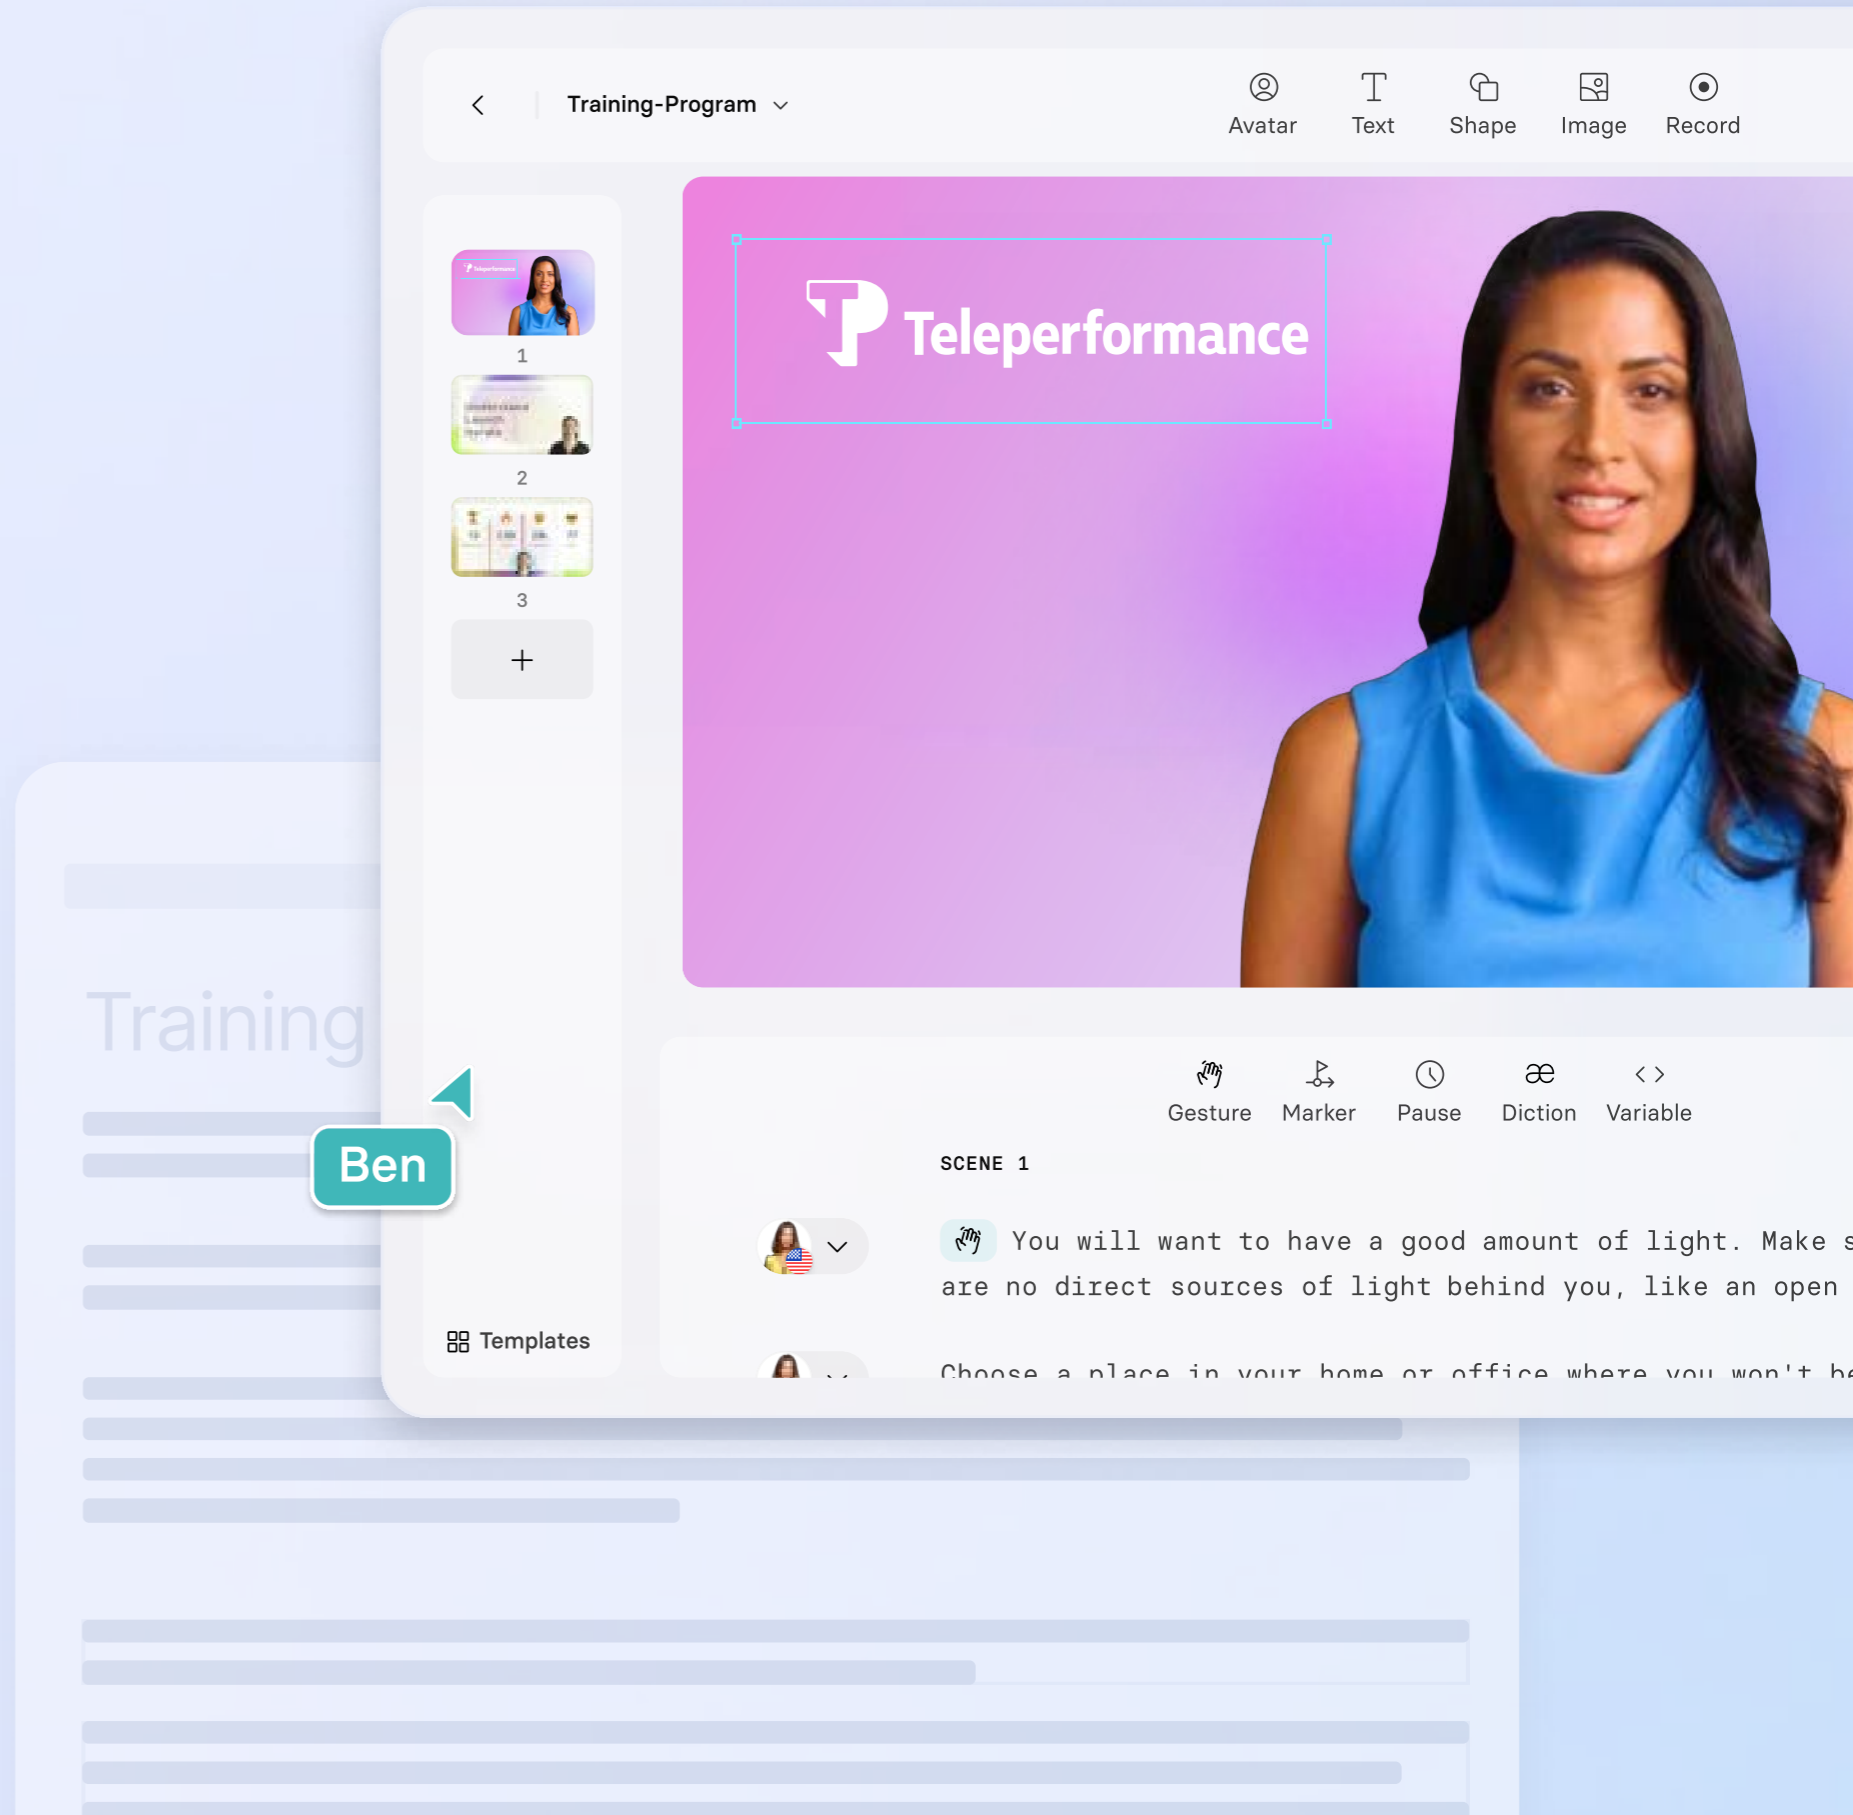 Training-Program
Avatar
Text
Shape
Image
Record
Teleperformance
Teleperformance
1
2
3
Training
Ben
Templates
Gesture
Marker
Pause
æ
Diction
Variable
SCENE 1
You will want to have a good amount of light. Make s
are no direct sources of light behind you, like an open
Choose a place in your home or office where you won't be